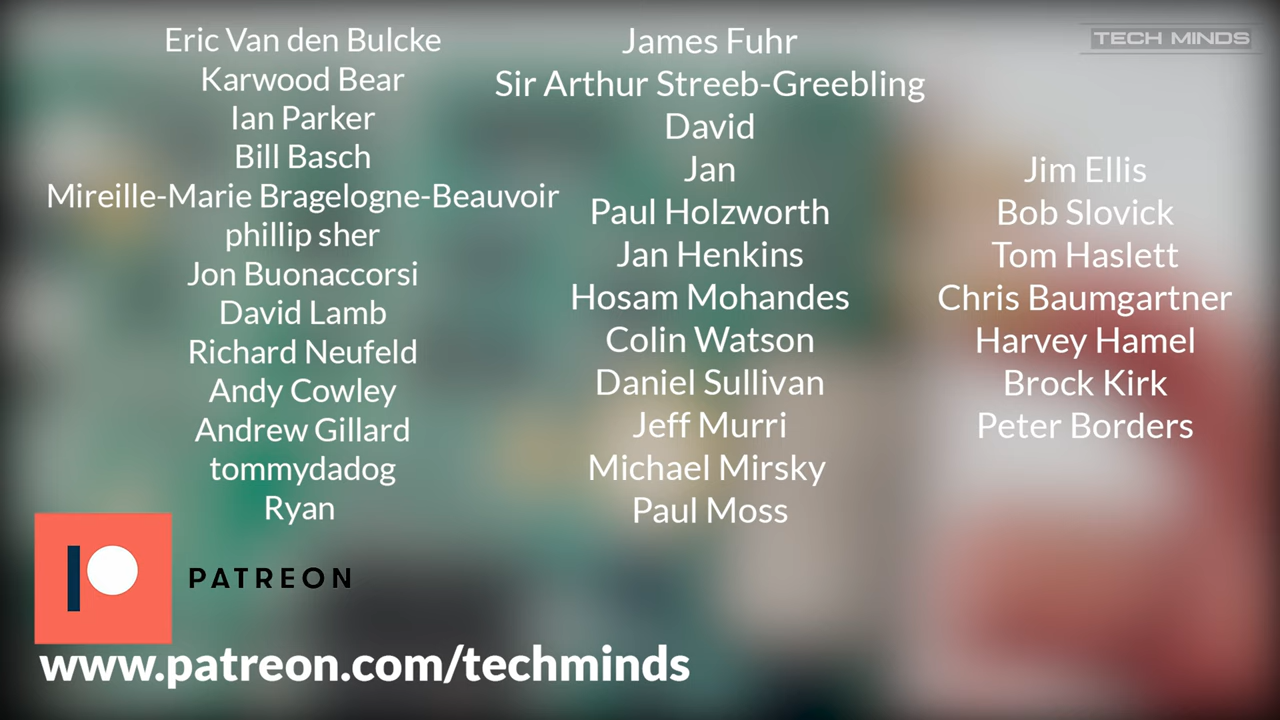 Eric Van den Bulcke
Karwood Bear
Ian Parker
Bill Basch
Mireille-Marie Bragelogne-Beauvoir
phillip sher
Jon Buonaccorsi
David Lamb
Richard Neufeld
Andy Cowley
Andrew Gillard
tommydadog
Ryan
James Fuhr
Sir Arthur Streeb-Greebling
David
Jan
Paul Holzworth
Jan Henkins
Hosam Mohandes
Colin Watson
Daniel Sullivan
Jeff Murri
Michael Mirsky
Paul Moss
TECH MINDS
Jim Ellis
Bob Slovick
Tom Haslett
Chris Baumgartner
Harvey Hamel
Brock Kirk
Peter Borders
PATREON
www.patreon.com/techminds